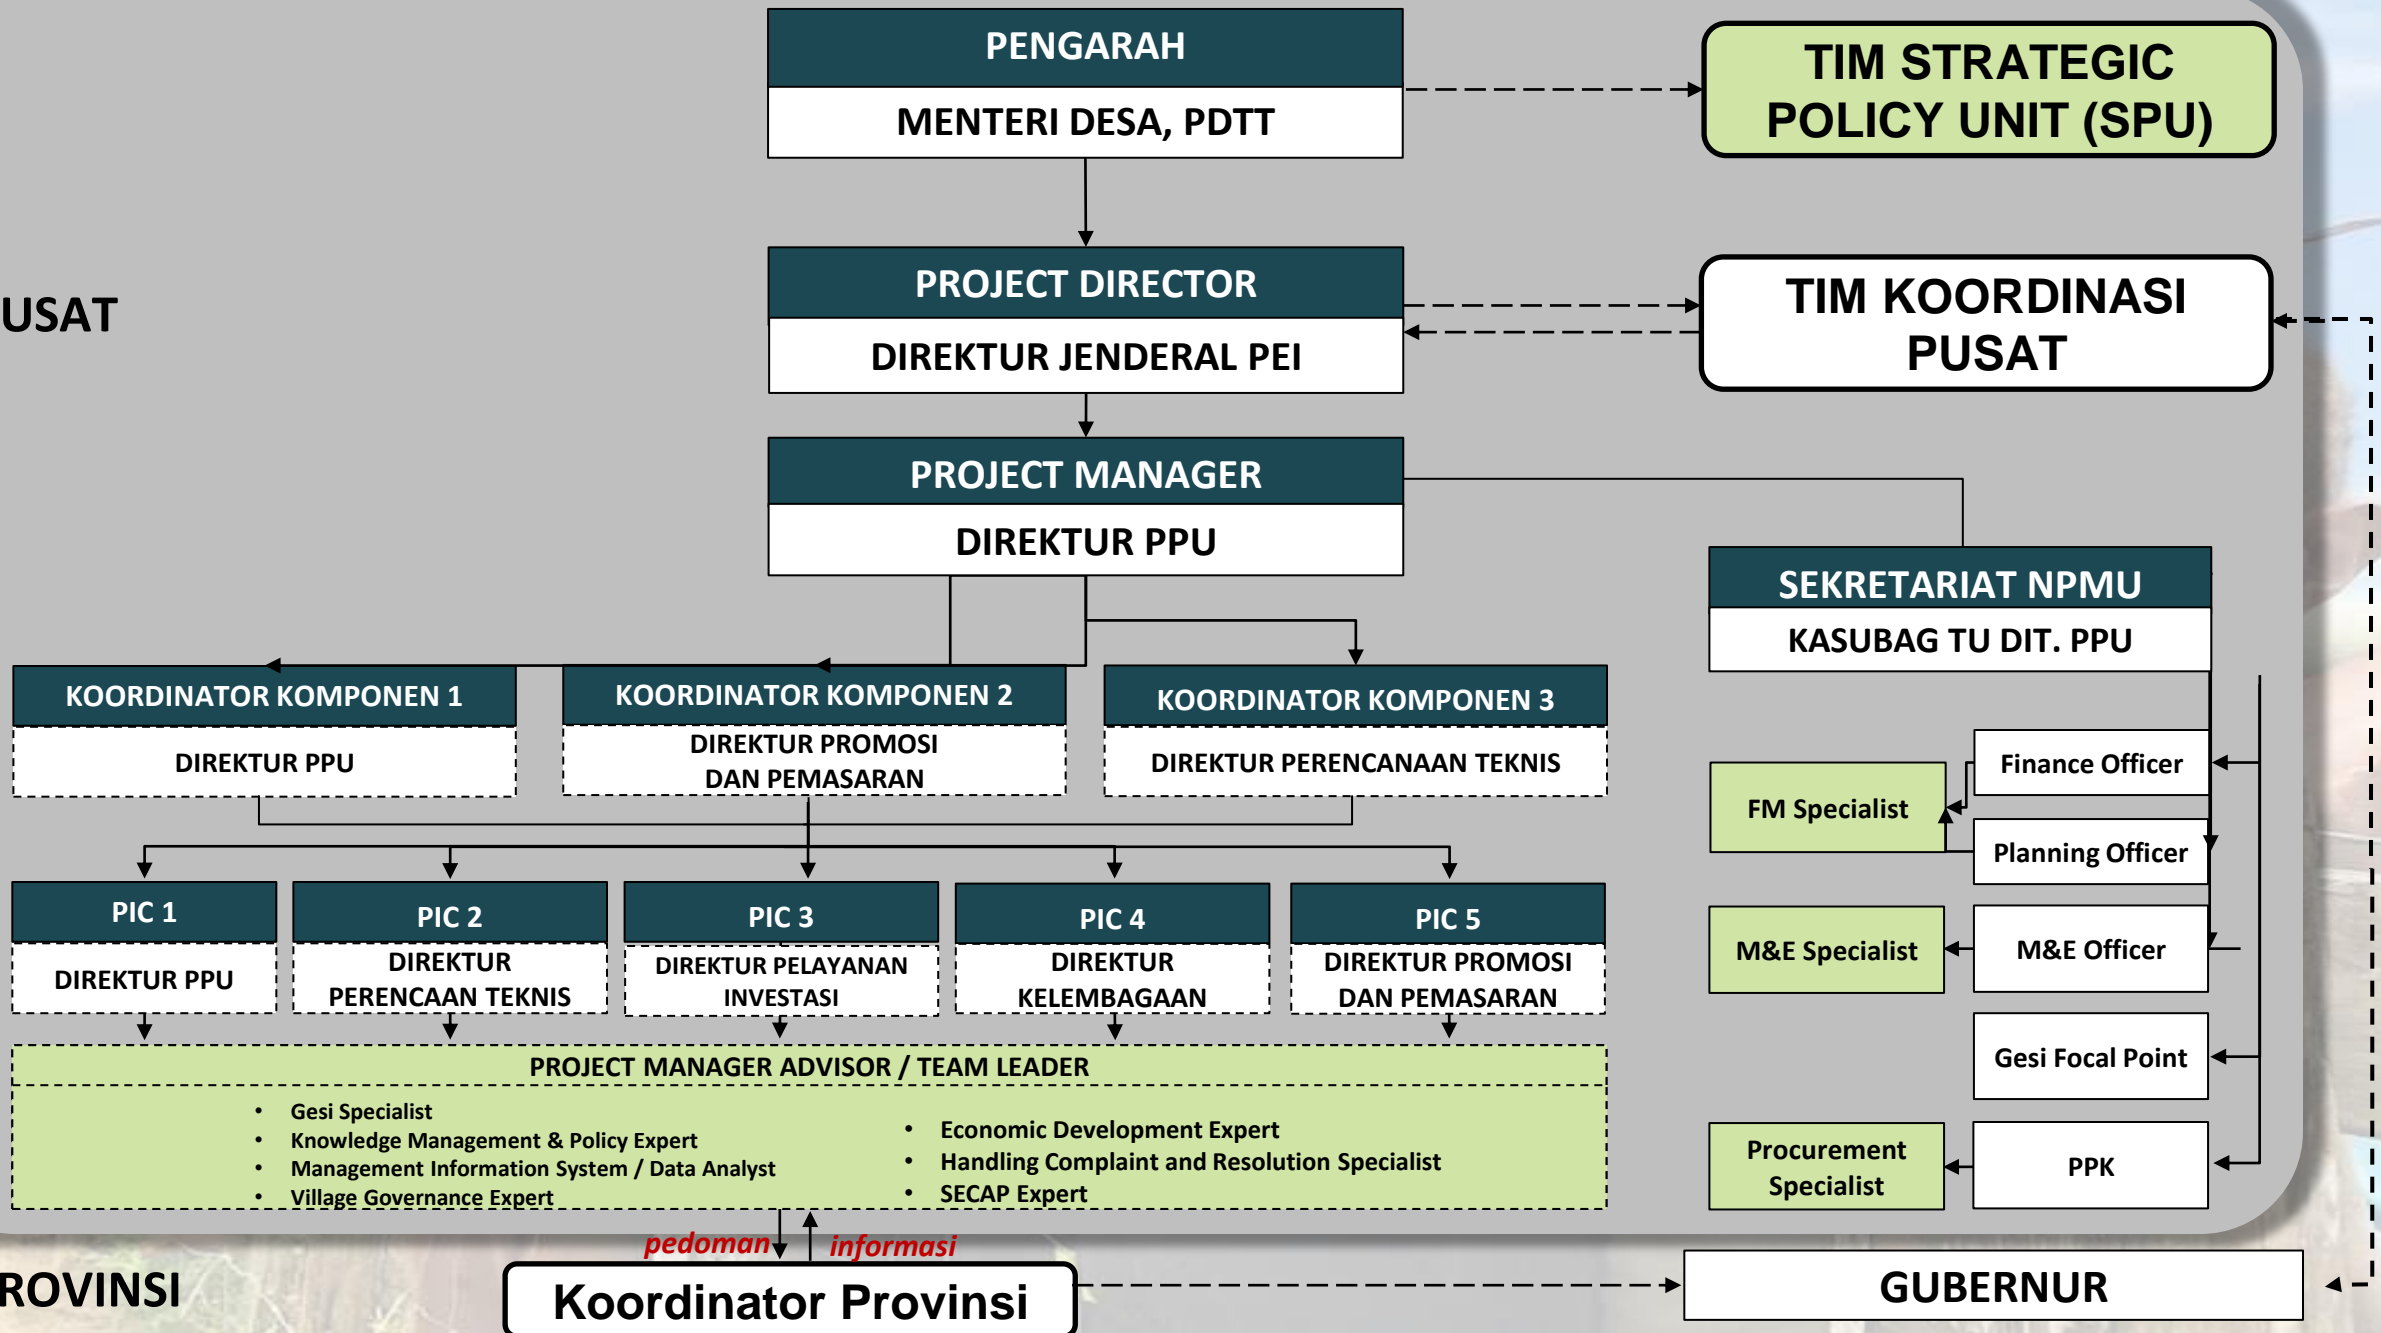 PENGARAH
MENTERI DESA, PDTT
TIM STRATEGIC
POLICY UNIT (SPU)
USAT
PROJECT DIRECTOR
DIREKTUR JENDERAL PEI
TIM KOORDINASI
PUSAT
PROJECT MANAGER
DIREKTUR PPU
SEKRETARIAT NPMU
KASUBAG TU DIT. PPU
KOORDINATOR KOMPONEN 1
DIREKTUR PPU
KOORDINATOR KOMPONEN 2
DIREKTUR PROMOSI
DAN PEMASARAN
KOORDINATOR KOMPONEN 3
DIREKTUR PERENCANAAN TEKNIS
Finance Officer
FM Specialist
Planning Officer
M&E Specialist
M&E Officer
Gesi Focal Point
Procurement
Specialist
PPK
PIC 1
DIREKTUR PPU
PIC 2
DIREKTUR
PERENCAAN TEKNIS
PIC 3
DIREKTUR PELAYANAN
INVESTASI
PIC 4
DIREKTUR
KELEMBAGAAN
PIC 5
DIREKTUR PROMOSI
DAN PEMASARAN
PROJECT MANAGER ADVISOR / TEAM LEADER
• Gesi Specialist
• Knowledge Management & Policy Expert
• Management Information System / Data Analyst
• Village Governance Expert
• Economic Development Expert
• Handling Complaint and Resolution Specialist
• SECAP Expert
pedoman
informasi
ROVINSI
Koordinator Provinsi
GUBERNUR